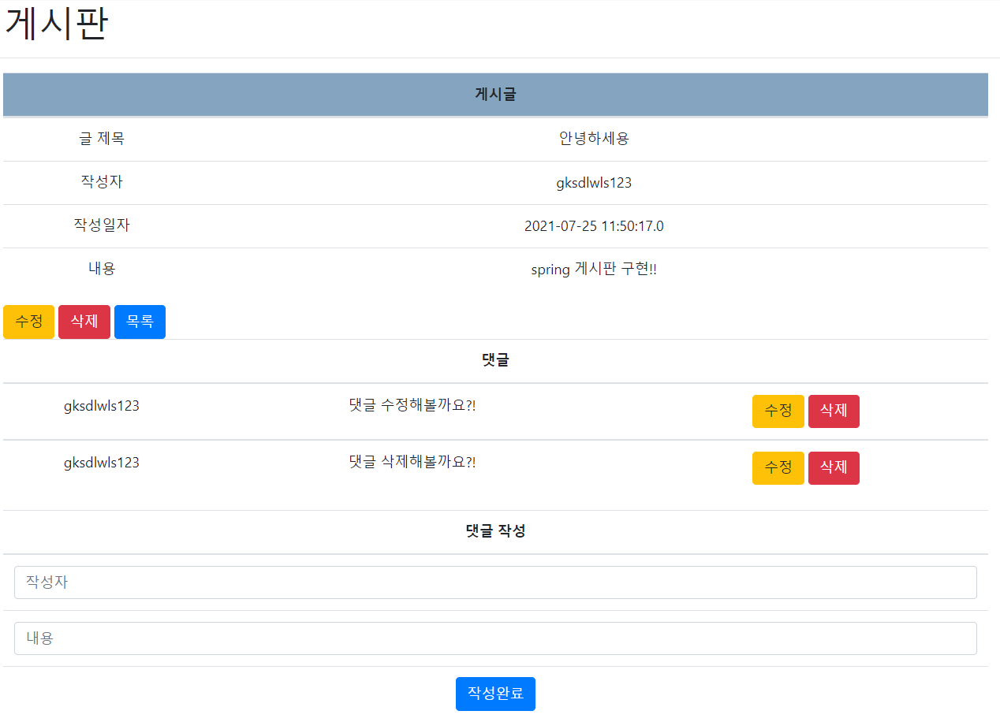 게시판
게시글
글 제목 안녕하세용
작성자 gksdlwls123
작성일자 2021-07-25 11:50:17.0
내용 spring 게시판 구현!!
수정 삭제 목록
댓글
gksdlwls123 댓글 수정해볼까요?! 수정 삭제
gksdlwls123 댓글 삭제해볼까요?! 수정 삭제
댓글 작성
작성자
내용
작성완료